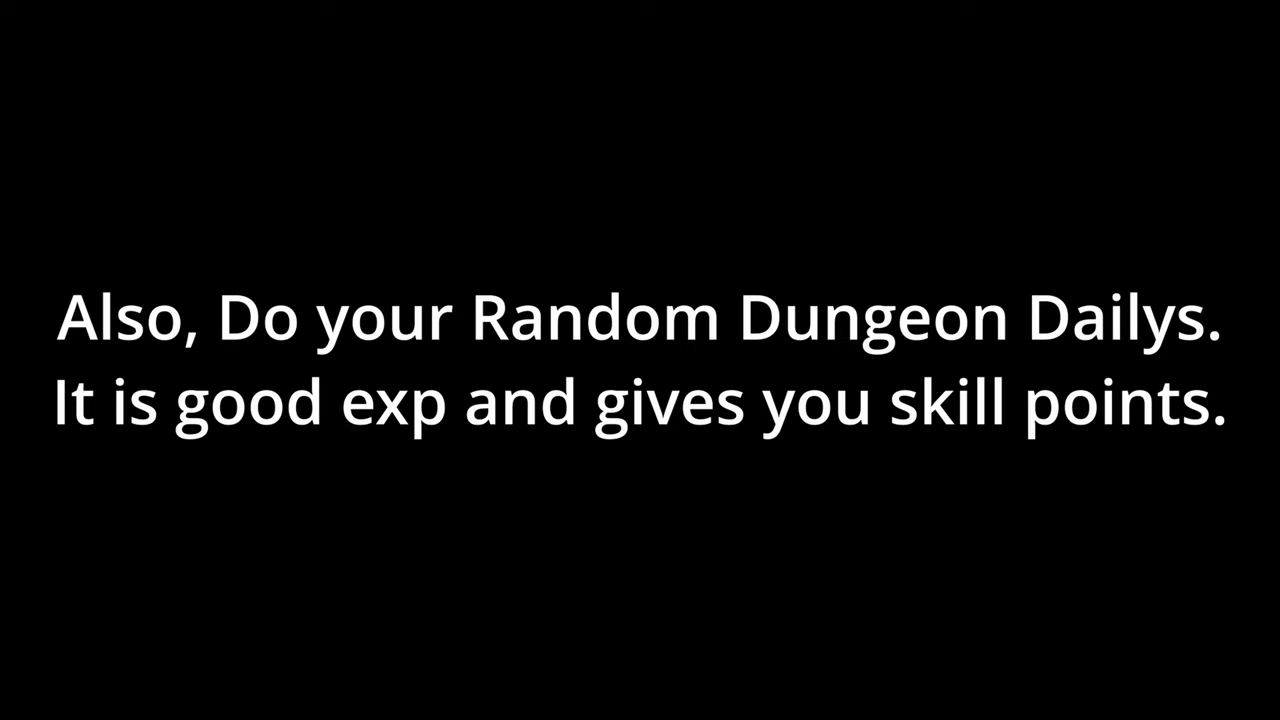 Also, Do your Random Dungeon Dailys.
It is good exp and gives you skill points.